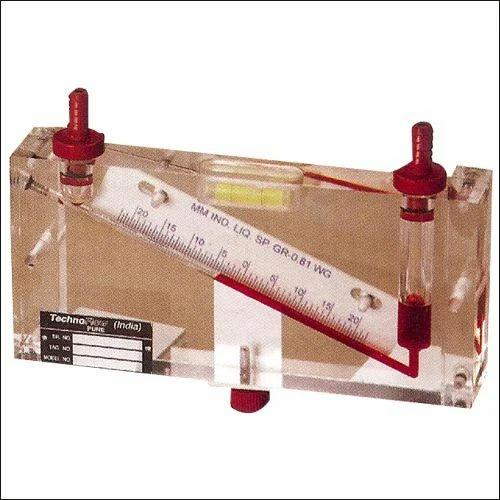 MM IND. LIQ. SP GR-0.81 WG
20 15 10 5 0 5 10 15 20
Techno
(India)
PUNE
SR. NO
TAG. NO
MODEL NO